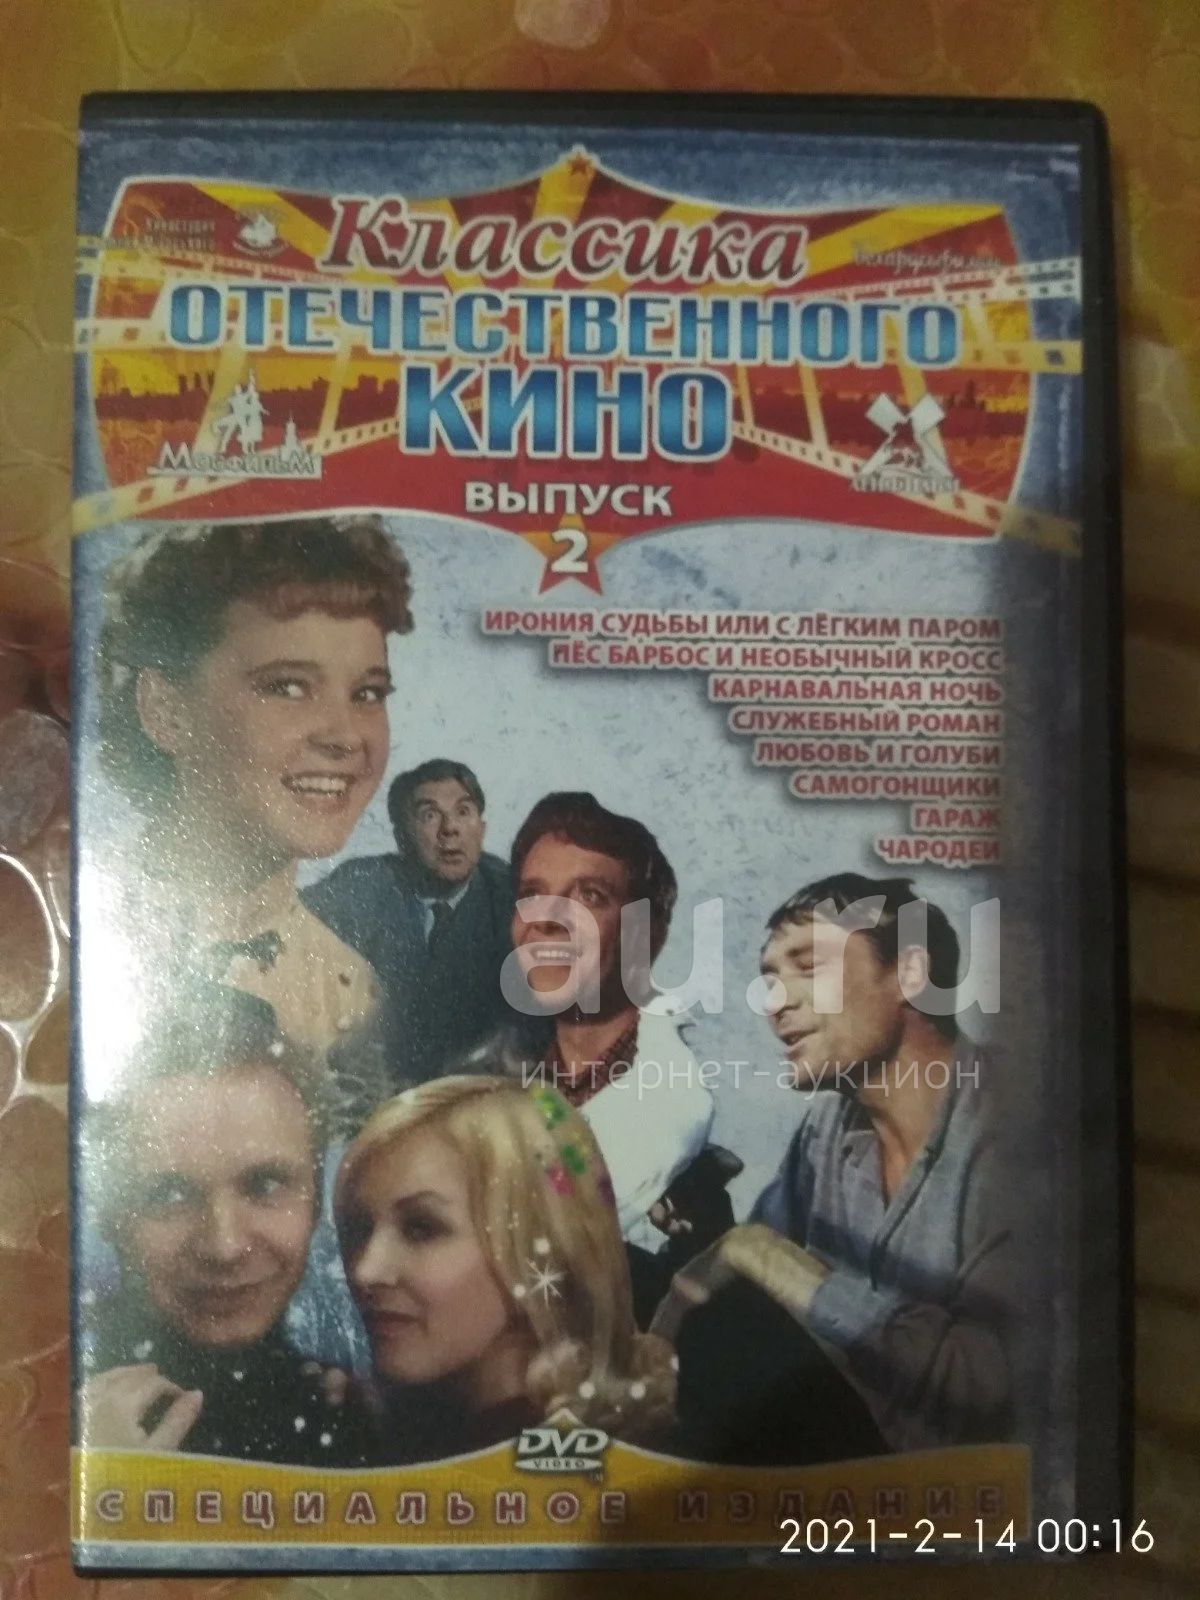 Классика
ОТЕЧЕСТВЕННОГО
КИНО
МОСФИЛЬМ
ВЫПУСК
2
ИРОНИЯ СУДЬБЫ ИЛИ С ЛЁГКИМ ПАРОМ
ПЁС БАРБОС И НЕОБЫЧНЫЙ КРОСС
КАРНАВАЛЬНАЯ НОЧЬ
СЛУЖЕБНЫЙ РОМАН
ЛЮБОВЬ И ГОЛУБИ
САМОГОНЩИКИ
ГАРАЖ
ЧАРОДЕИ
au.ru
интернет-аукцион
DVD
VIDEO
СПЕЦИАЛЬНОЕ ИЗДАНИЕ
2021-2-14 00:16